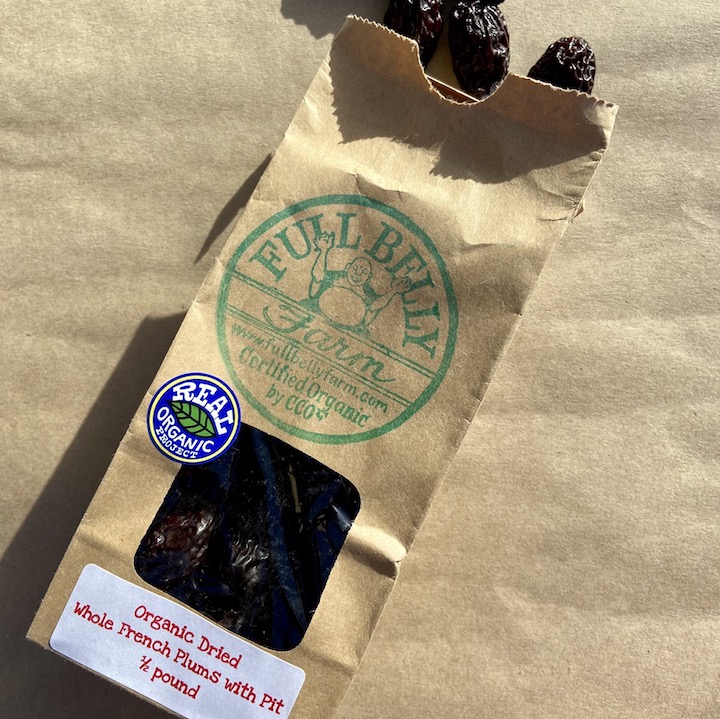 FULL BELLY
Farm
www.fullbellyfarm.com
Certified Organic
by CCOF
REAL
ORGANIC
PROJECT
Organic Dried
Whole French Plums with Pit
½ pound